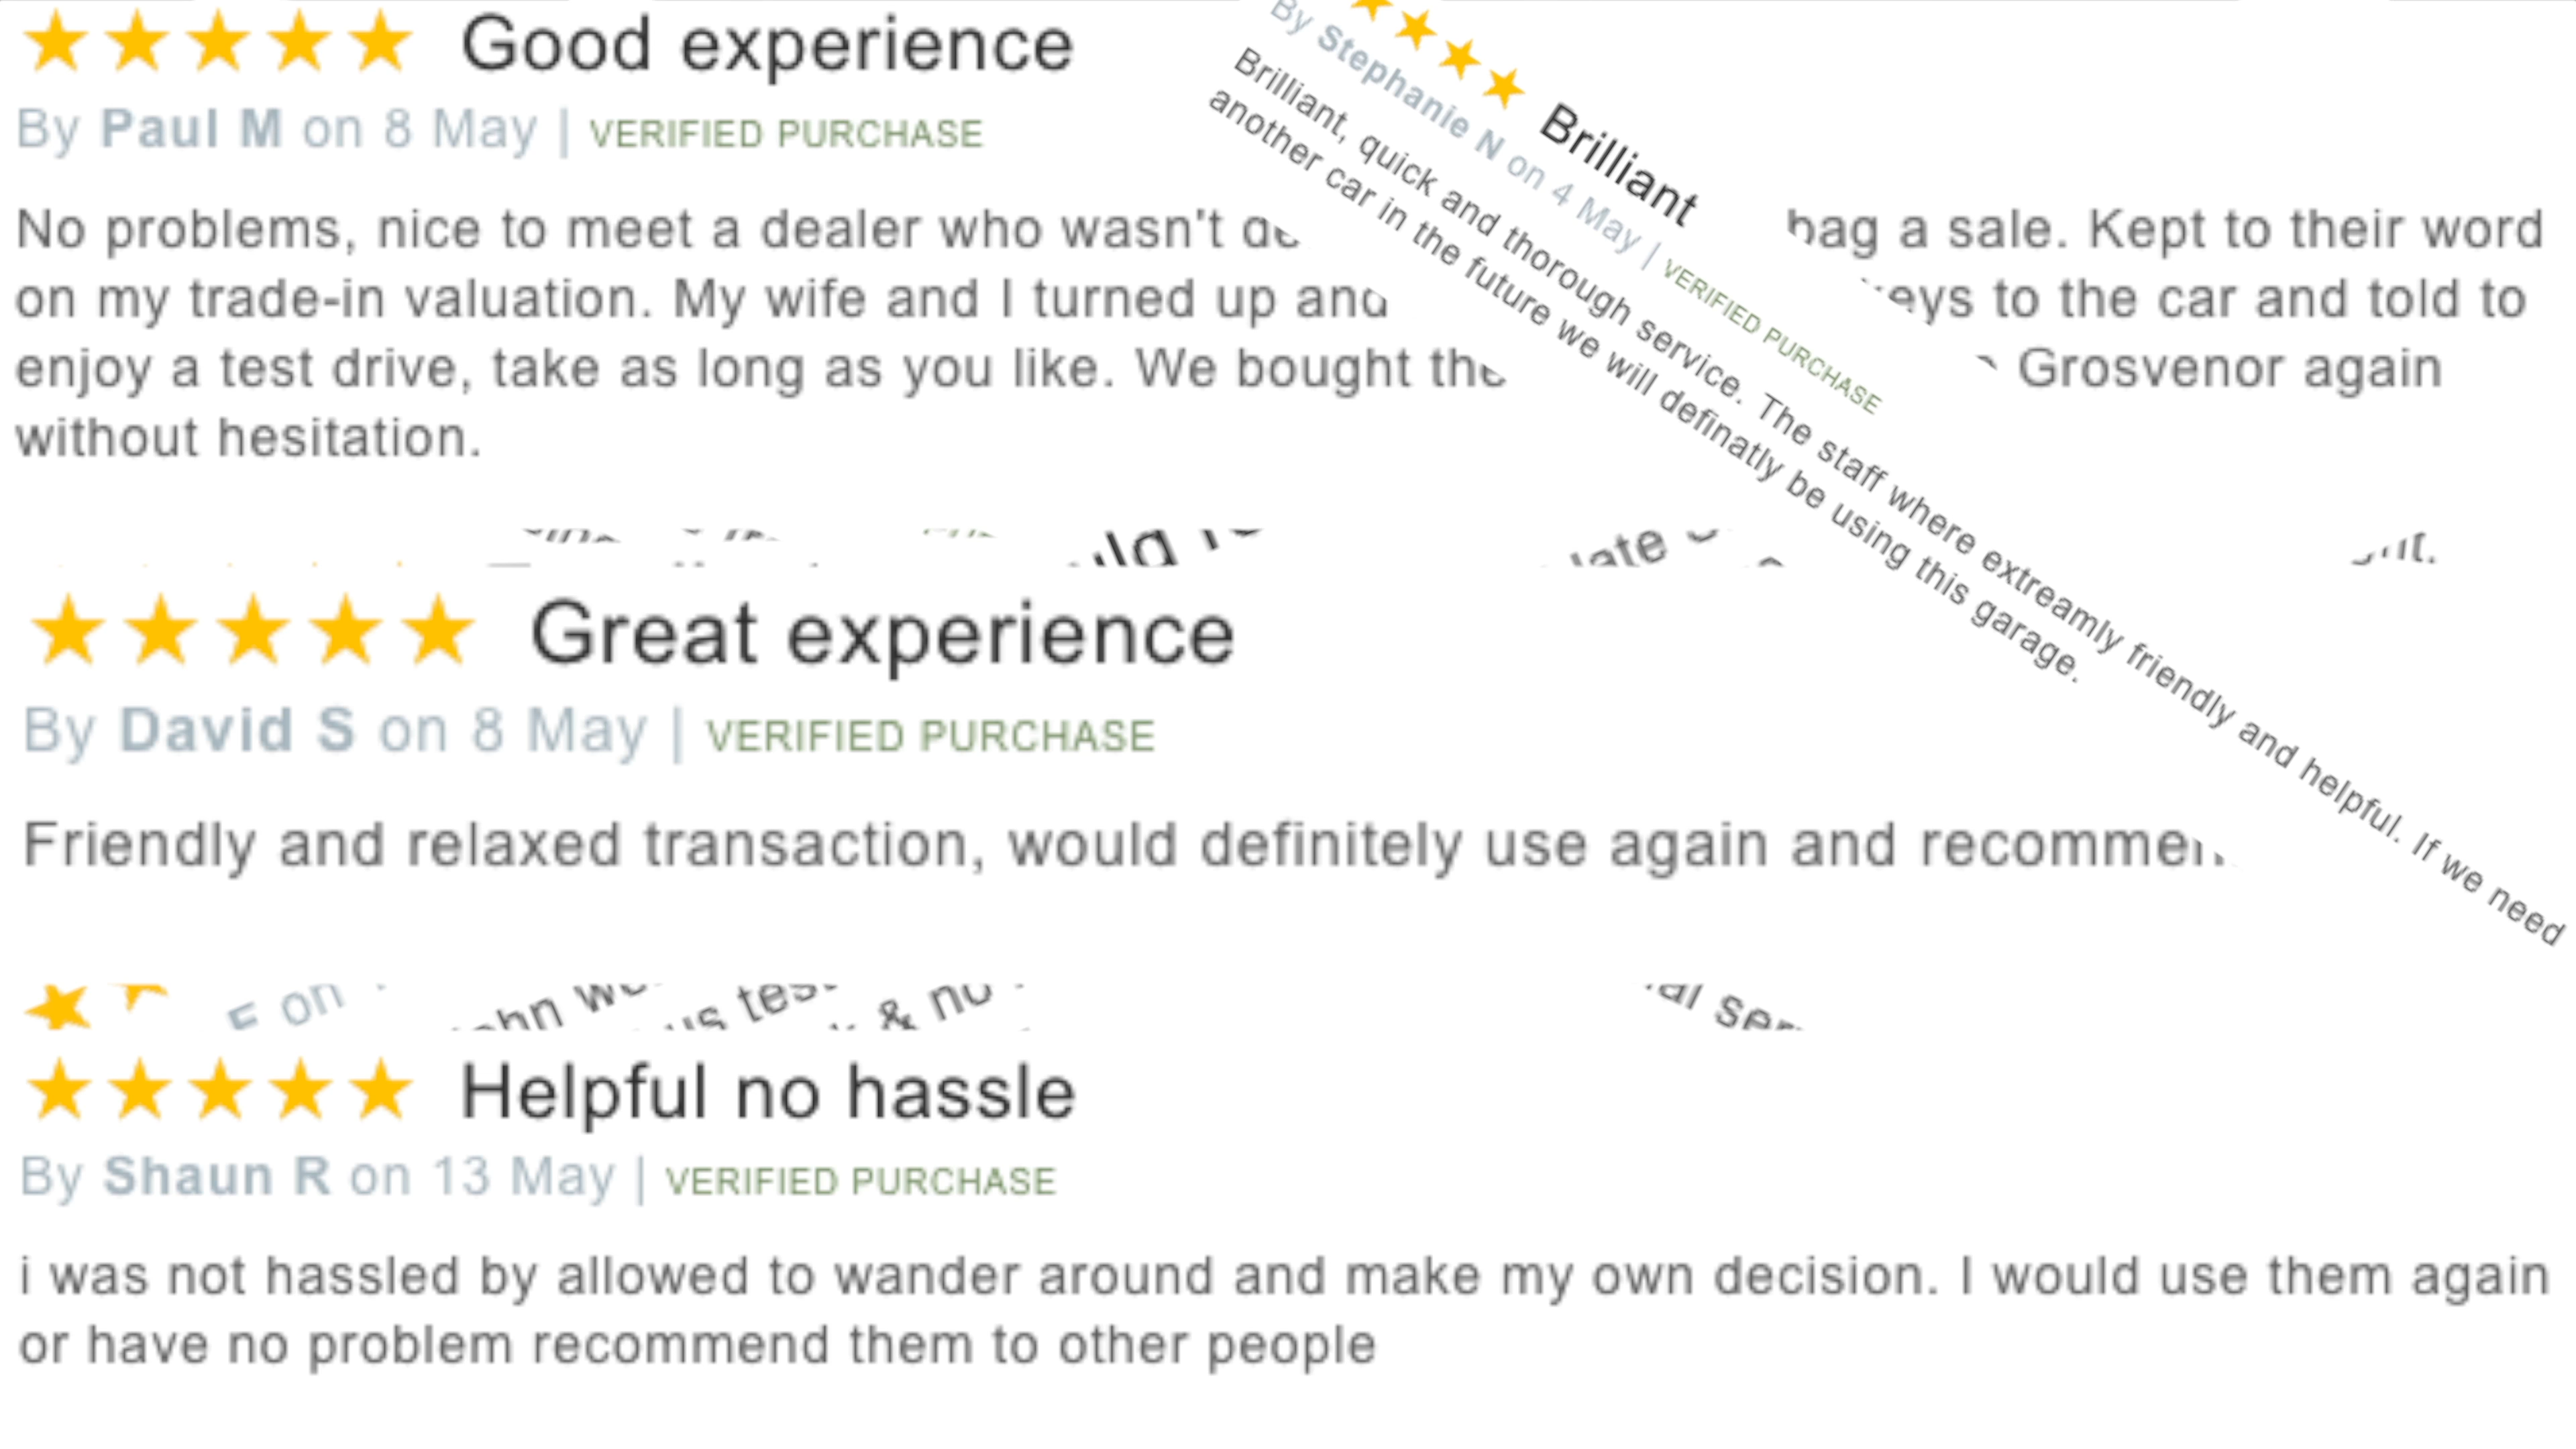 Good experience
By Paul M on 8 May | VERIFIED PURCHASE
No problems, nice to meet a dealer who wasn't
bag a sale. Kept to their word
on my trade-in valuation. My wife and I turned up and
to the car and told to
enjoy a test drive, take as long as you like. We bought the
Grosvenor again
without hesitation.
Brilliant
By Stephanie N on 4 May | VERIFIED PURCHASE
Brilliant, quick and thorough service. The staff where extreamly friendly and helpful. If we need
another car in the future we will definatly be using this garage.
Great experience
By David S on 8 May | VERIFIED PURCHASE
Friendly and relaxed transaction, would definitely use again and
on
&
Helpful no hassle
By Shaun R on 13 May | VERIFIED PURCHASE
i was not hassled by allowed to wander around and make my own decision. I would use them again
or have no problem recommend them to other people